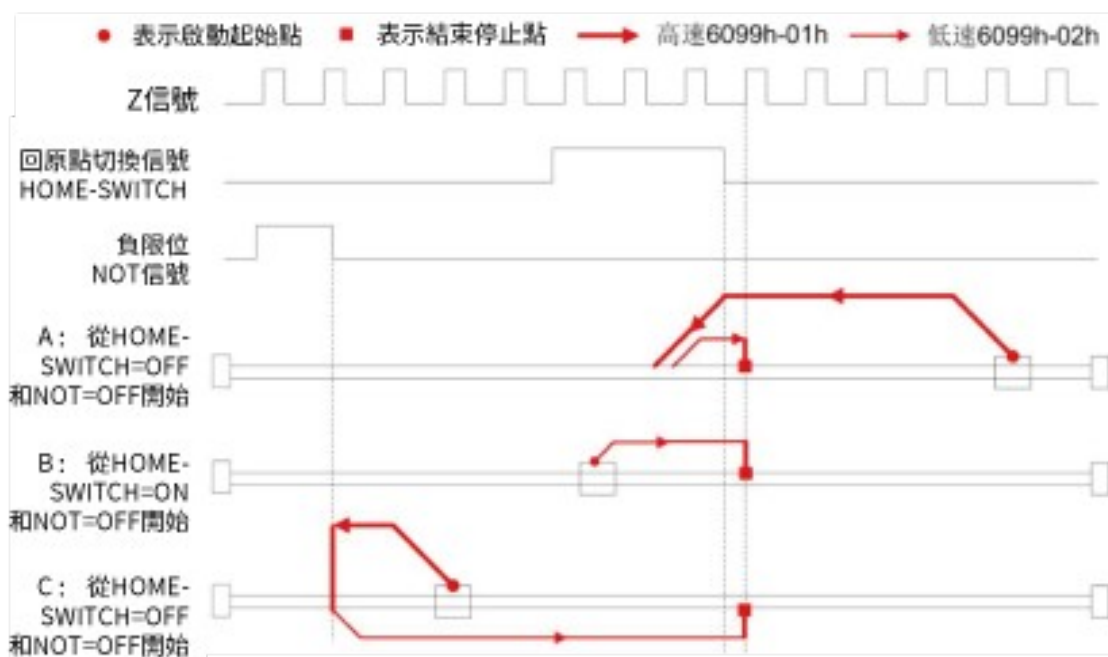 表示啟動起始點 表示結束停止點 高速6099h-01h 低速6099h-02h
Z信號
回原點切換信號
HOME-SWITCH
負限位
NOT信號
A： 從HOME-
SWITCH=OFF
和NOT=OFF開始
B： 從HOME-
SWITCH=ON
和NOT=OFF開始
C： 從HOME-
SWITCH=OFF
和NOT=OFF開始